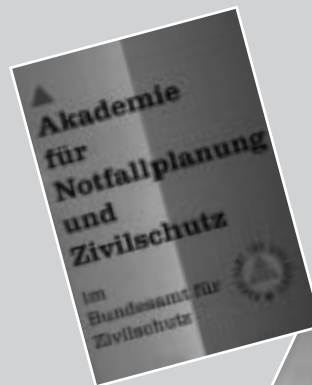 Akademie
für
Notfallplanung
und
Zivilschutz
Im
Bundesamt für
Zivilschutz